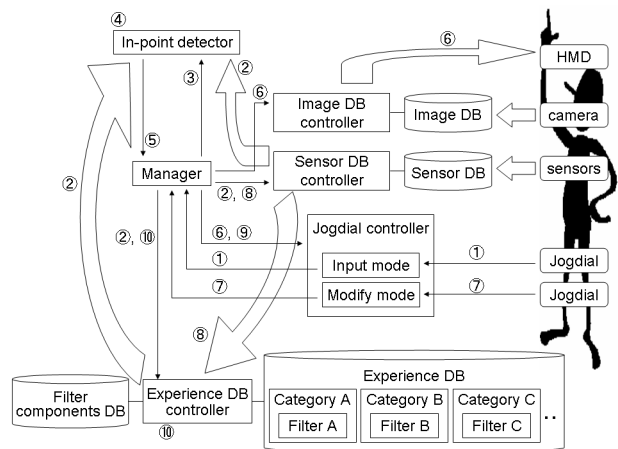 ④
In-point detector
③
②
⑥
⑥
HMD
Image DB
controller
Image DB
camera
⑤
Manager
Sensor DB
controller
Sensor DB
sensors
②
②, ⑧
②, ⑩
⑥, ⑨
Jogdial controller
①
Input mode
①
Jogdial
⑦
Modify mode
⑦
Jogdial
⑧
Experience DB
Filter
components DB
Experience DB
controller
⑩
Category A
Filter A
Category B
Filter B
Category C
Filter C
..